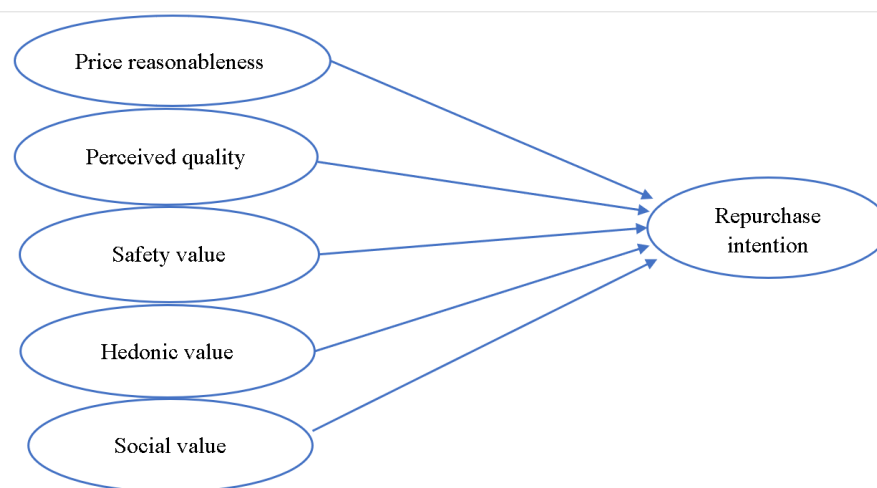 Price reasonableness
Perceived quality
Safety value
Hedonic value
Social value
Repurchase
intention